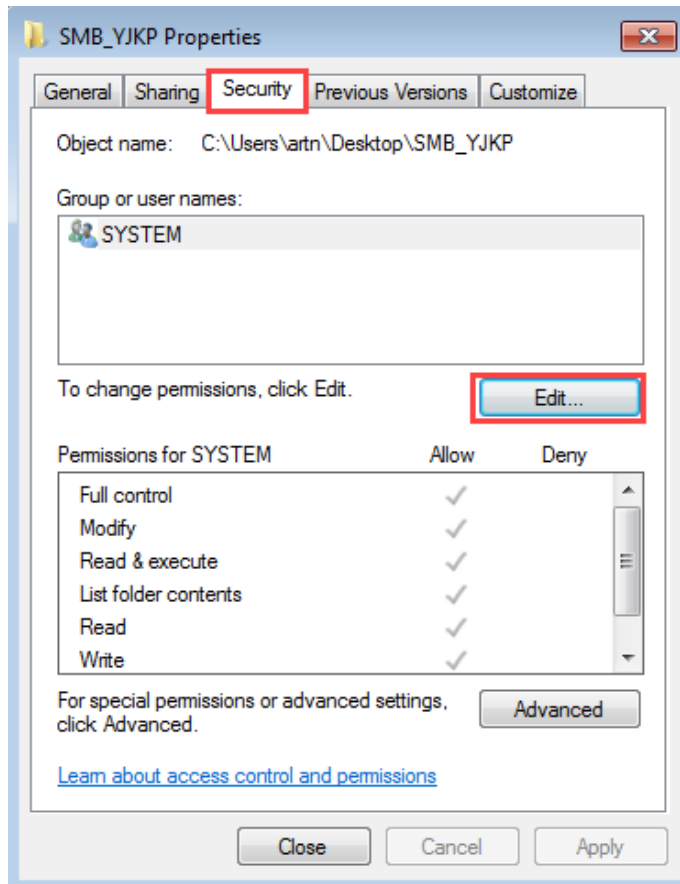 SMB_YJKP Properties
General Sharing Security Previous Versions Customize
Object name: C:\Users\artn\Desktop\SMB_YJKP
Group or user names:
SYSTEM
To change permissions, click Edit.
Edit...
Permissions for SYSTEM Allow Deny
Full control
Modify
Read & execute
List folder contents
Read
Write
For special permissions or advanced settings,
click Advanced.
Advanced
Learn about access control and permissions
Close Cancel Apply